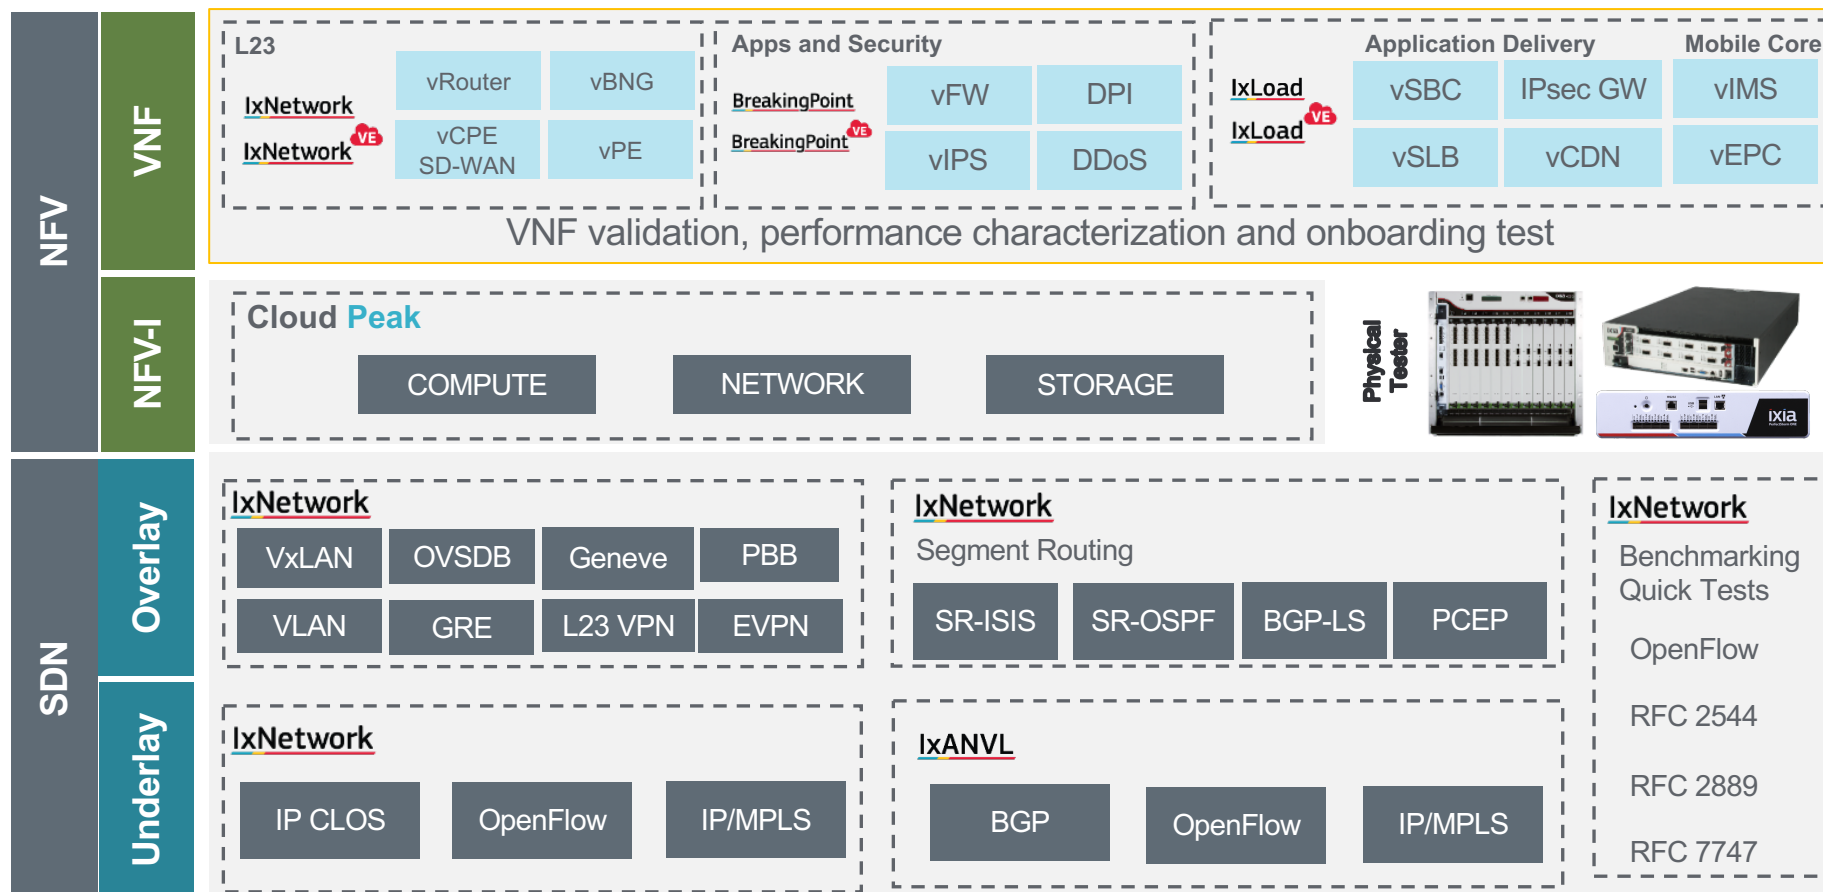 NFV
VNF
L23
IxNetwork
IxNetwork VE
vRouter
vBNG
vCPE
SD-WAN
vPE
Apps and Security
BreakingPoint
BreakingPoint VE
vFW
DPI
vIPS
DDoS
Application Delivery
Mobile Core
IxLoad
IxLoad VE
vSBC
IPsec GW
vIMS
vSLB
vCDN
vEPC
VNF validation, performance characterization and onboarding test
NFV-I
Cloud Peak
COMPUTE
NETWORK
STORAGE
Physical
Tester
ixia
ixia
SDN
Overlay
IxNetwork
VxLAN
OVSDB
Geneve
PBB
VLAN
GRE
L23 VPN
EVPN
IxNetwork
Segment Routing
SR-ISIS
SR-OSPF
BGP-LS
PCEP
IxNetwork
Benchmarking
Quick Tests
OpenFlow
RFC 2544
RFC 2889
RFC 7747
Underlay
IxNetwork
IP CLOS
OpenFlow
IP/MPLS
IxANVL
BGP
OpenFlow
IP/MPLS